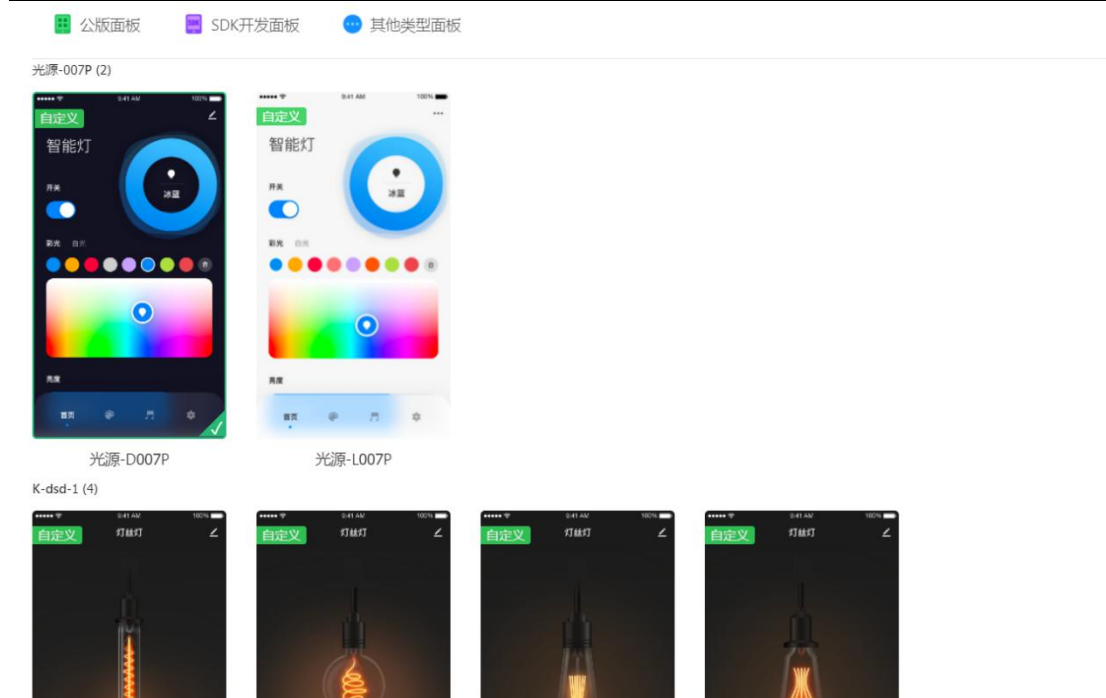 公版面板 SDK开发面板 其他类型面板
光源-007P (2)
9:41 AM 100% 9:41 AM 100%
自定义 自定义
智能灯 智能灯
冰蓝 冰蓝
开关 开关
彩光 白光 彩光 白光
亮度 亮度
首页 首页
光源-D007P 光源-L007P
K-dsd-1 (4)
9:41 AM 100% 9:41 AM 100% 9:41 AM 100% 9:41 AM 100%
自定义 灯丝灯 自定义 灯丝灯 自定义 灯丝灯 自定义 灯丝灯